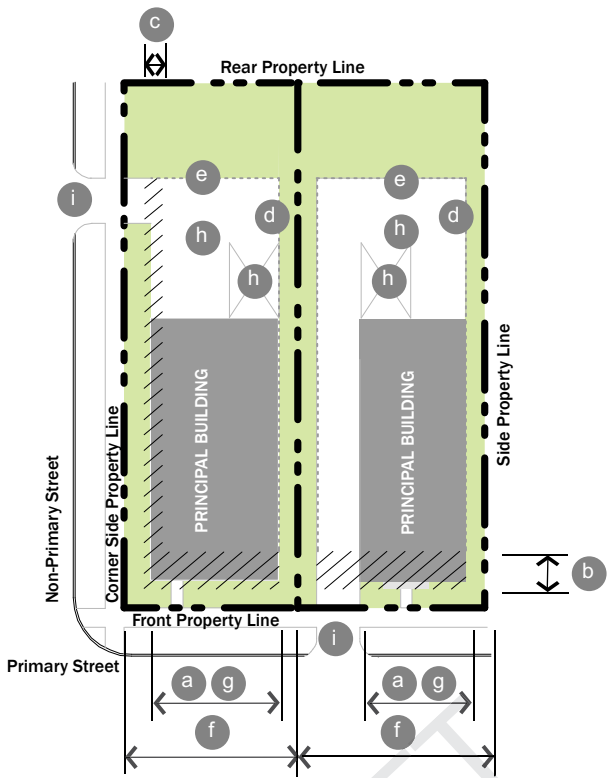 c
Rear Property Line
e
e
i
d
d
h
h
h
h
PRINCIPAL BUILDING
PRINCIPAL BUILDING
Side Property Line
Corner Side Property Line
Non-Primary Street
b
Front Property Line
i
Primary Street
a g
a g
f
f